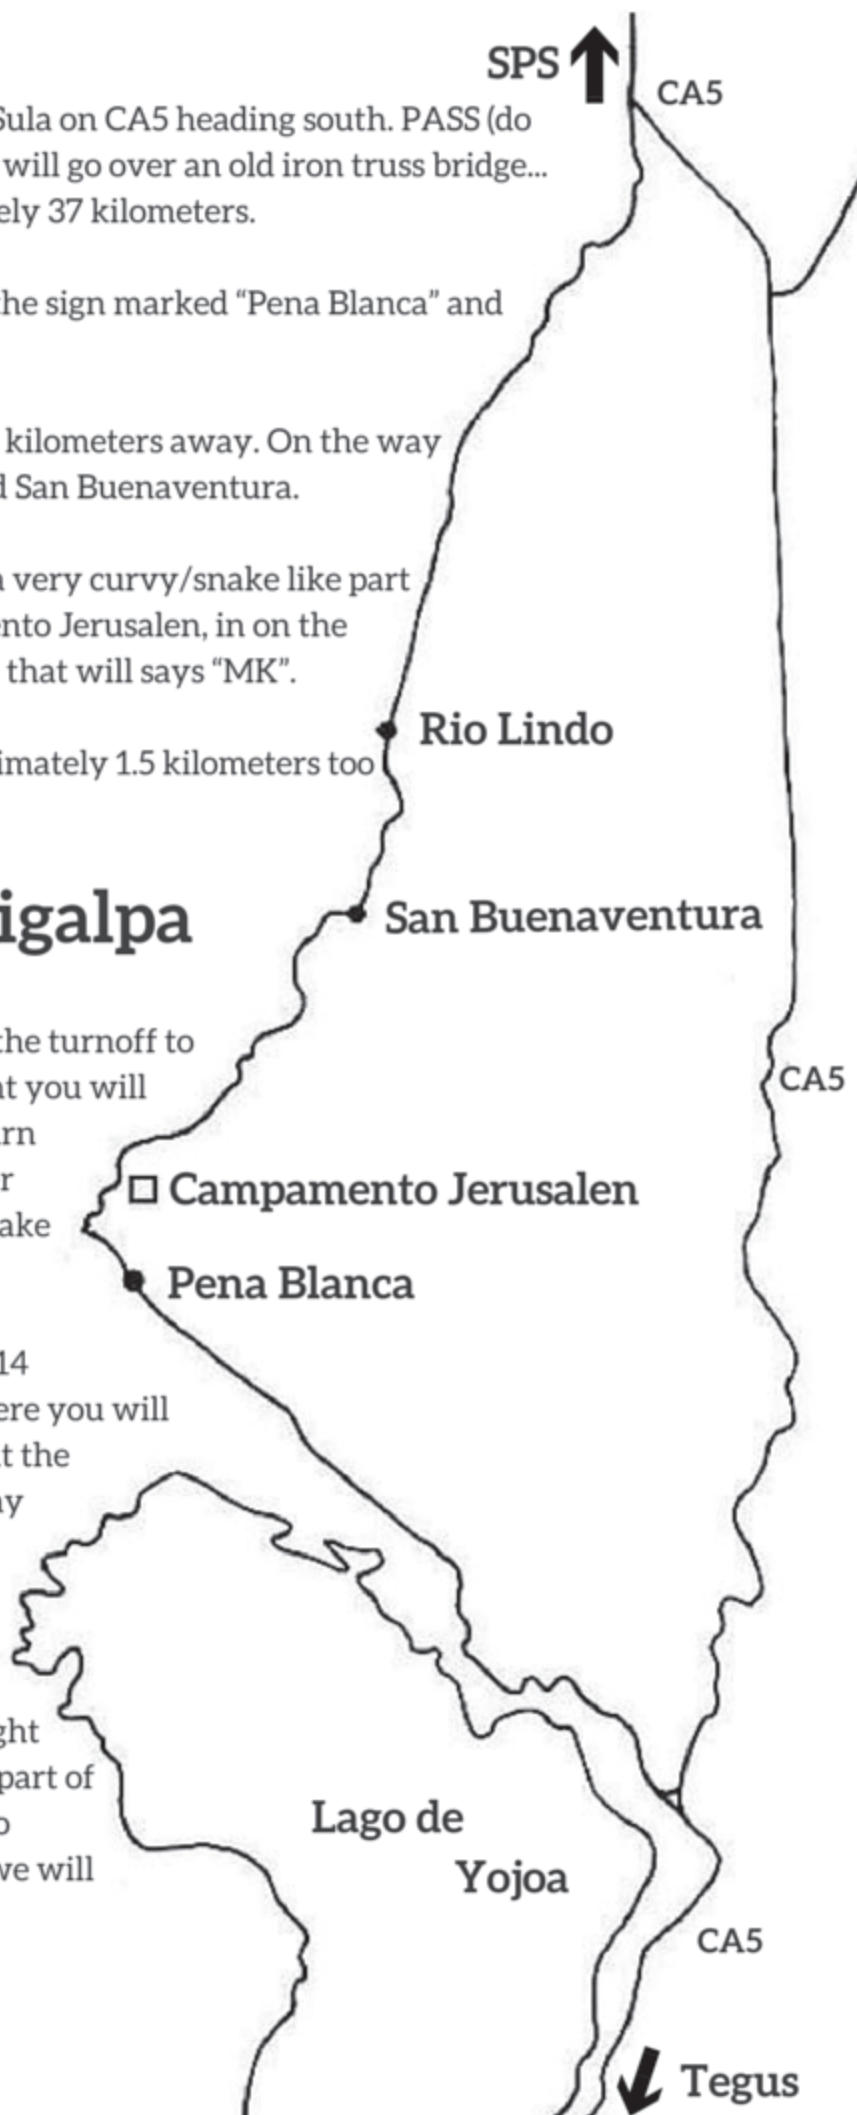 SPS
CA5
Sula on CA5 heading south. PASS (do
will go over an old iron truss bridge...
ely 37 kilometers.
the sign marked “Pena Blanca” and
kilometers away. On the way
San Buenaventura.
very curvy/snake like part
nto Jerusalen, in on the
that will says “MK”.
Rio Lindo
imately 1.5 kilometers too
igalpa
San Buenaventura
the turnoff to
t you will
CA5
rn
r
Campamento Jerusalen
ake
Pena Blanca
14
ere you will
t the
y
ght
part of
Lago de
o
we will
Yojoa
CA5
Tegus